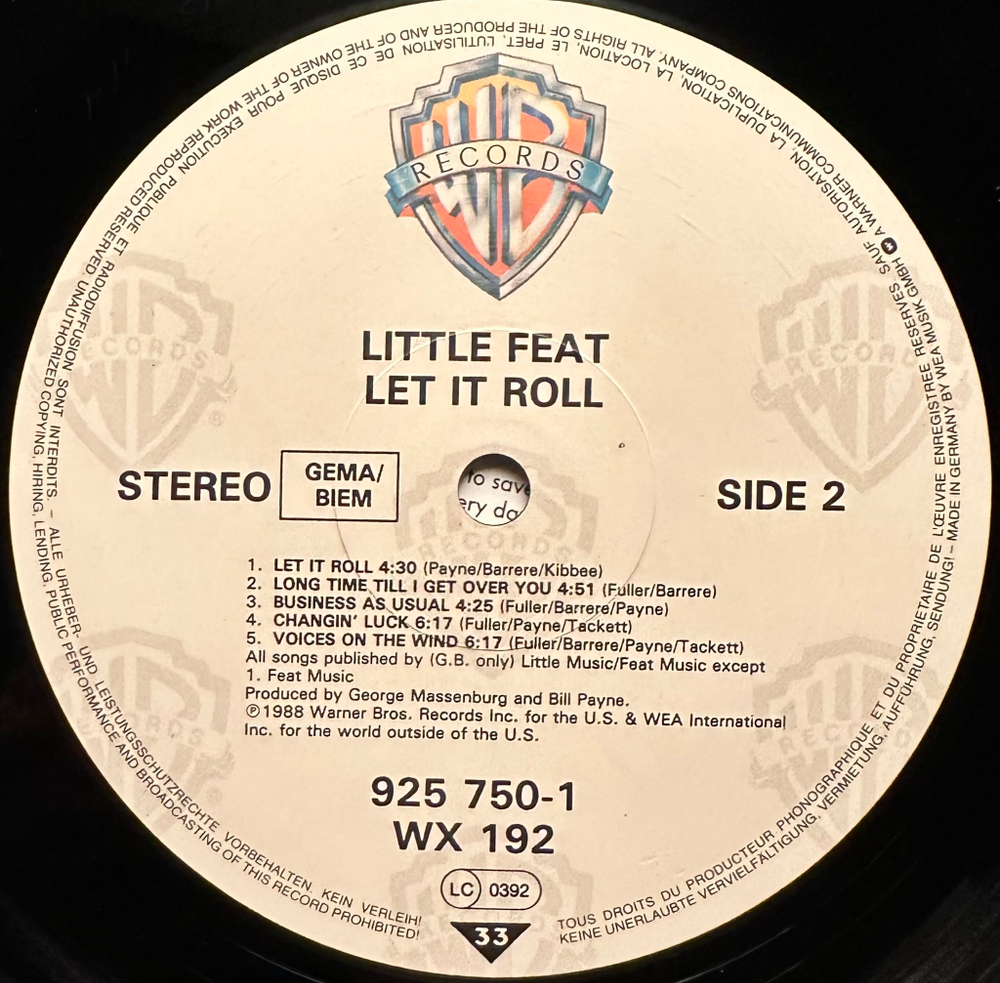 WB
RECORDS
LITTLE FEAT
LET IT ROLL
STEREO
GEMA/
BIEM
to save
ery da
SIDE 2
1. LET IT ROLL 4:30 (Payne/Barrere/Kibbee)
2. LONG TIME TILL I GET OVER YOU 4:51 (Fuller/Barrere)
3. BUSINESS AS USUAL 4:25 (Fuller/Barrere/Payne)
4. CHANGIN' LUCK 6:17 (Fuller/Payne/Tackett)
5. VOICES ON THE WIND 6:17 (Fuller/Barrere/Payne/Tackett)
All songs published by (G.B. only) Little Music/Feat Music except
1. Feat Music
Produced by George Massenburg and Bill Payne.
℗1988 Warner Bros. Records Inc. for the U.S. & WEA International
Inc. for the world outside of the U.S.
925 750-1
WX 192
LC 0392
33
TOUS DROITS DU PRODUCTEUR PHONOGRAPHIQUE ET DU PROPRIETAIRE DE L'ŒUVRE ENREGISTREE RESERVES SAUF AUTORISATION, LA DUPLICATION, LA LOCATION, LE PRET, L'UTILISATION DE CE DISQUE POUR EXECUTION PUBLIQUE ET RADIODIFFUSION SONT INTERDITS. – ALLE URHEBER- UND LEISTUNGSSCHUTZRECHTE VORBEHALTEN. KEIN VERLEIH!
KEINE UNERLAUBTE VERVIELFÄLTIGUNG, VERMIETUNG, AUFFÜHRUNG, SENDUNG! – MADE IN GERMANY BY WEA MUSIK GMBH A WARNER COMMUNICATIONS COMPANY. ALL RIGHTS OF THE PRODUCER AND OF THE OWNER OF THE WORK REPRODUCED RESERVED. UNAUTHORIZED COPYING, HIRING, LENDING, PUBLIC PERFORMANCE AND BROADCASTING OF THIS RECORD PROHIBITED!